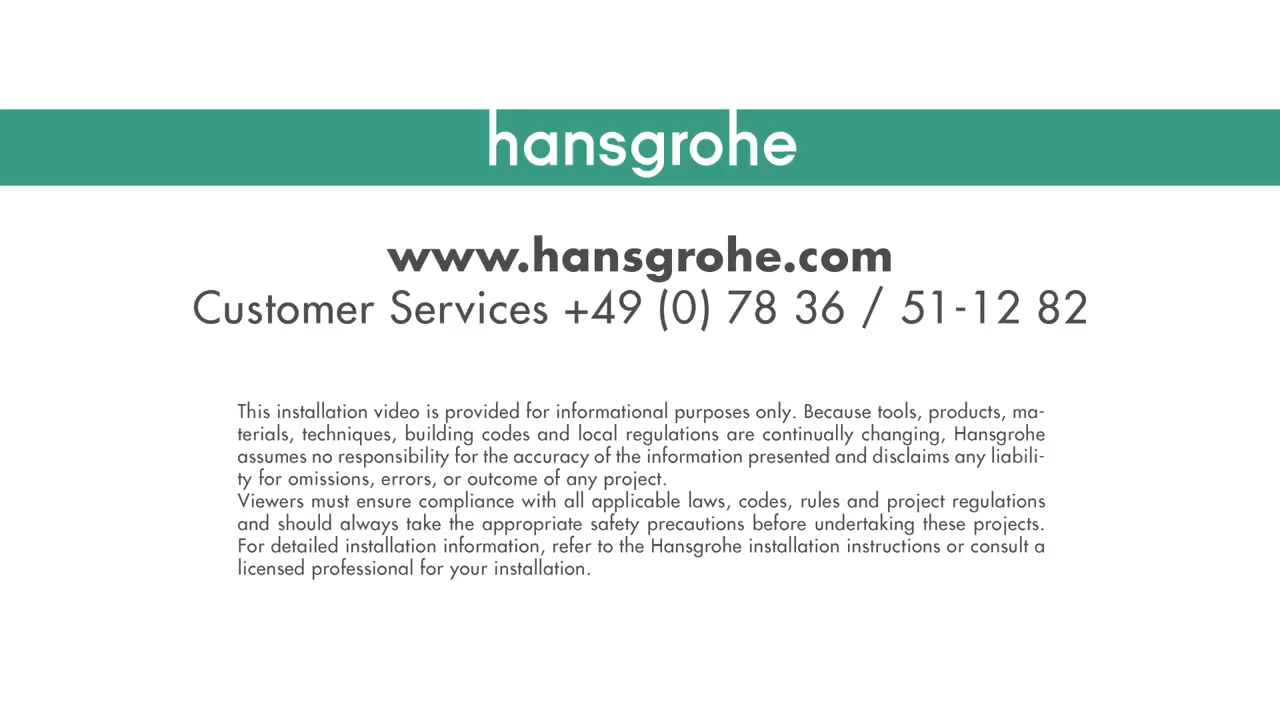 hansgrohe
www.hansgrohe.com
Customer Services +49 (0) 78 36 / 51-12 82
This installation video is provided for informational purposes only. Because tools, products, ma-
terials, techniques, building codes and local regulations are continually changing, Hansgrohe
assumes no responsibility for the accuracy of the information presented and disclaims any liabili-
ty for omissions, errors, or outcome of any project.
Viewers must ensure compliance with all applicable laws, codes, rules and project regulations
and should always take the appropriate safety precautions before undertaking these projects.
For detailed installation information, refer to the Hansgrohe installation instructions or consult a
licensed professional for your installation.